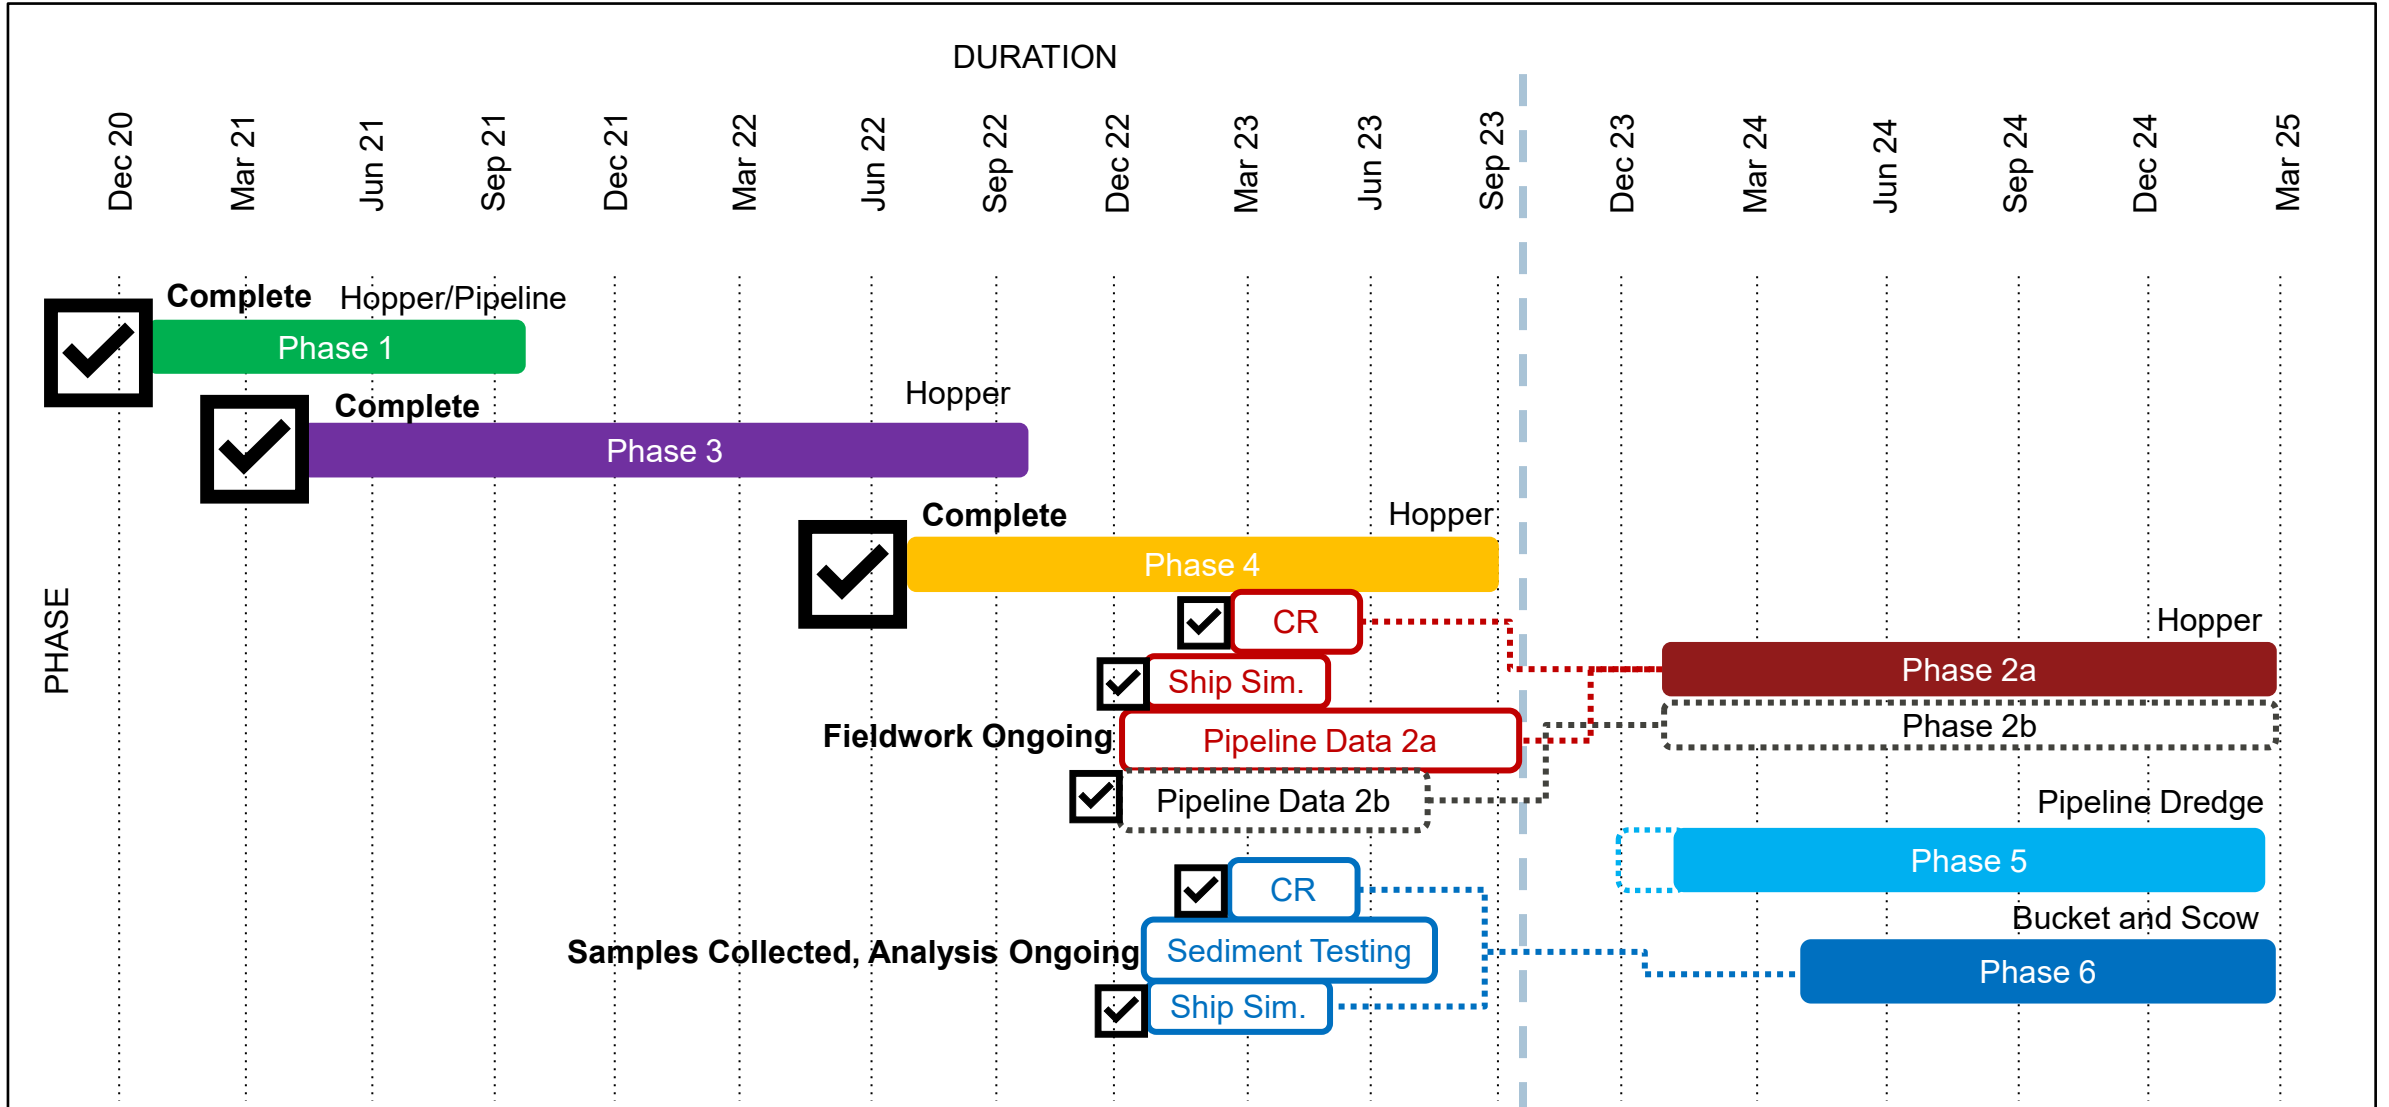 DURATION
Dec 20
Mar 21
Jun 21
Sep 21
Dec 21
Mar 22
Jun 22
Sep 22
Dec 22
Mar 23
Jun 23
Sep 23
Dec 23
Mar 24
Jun 24
Sep 24
Dec 24
Mar 25
PHASE
Complete
Hopper/Pipeline
Phase 1
Complete
Hopper
Phase 3
Complete
Hopper
Phase 4
CR
Ship Sim.
Fieldwork Ongoing
Pipeline Data 2a
Pipeline Data 2b
Hopper
Phase 2a
Phase 2b
Pipeline Dredge
Phase 5
CR
Samples Collected, Analysis Ongoing
Sediment Testing
Ship Sim.
Bucket and Scow
Phase 6